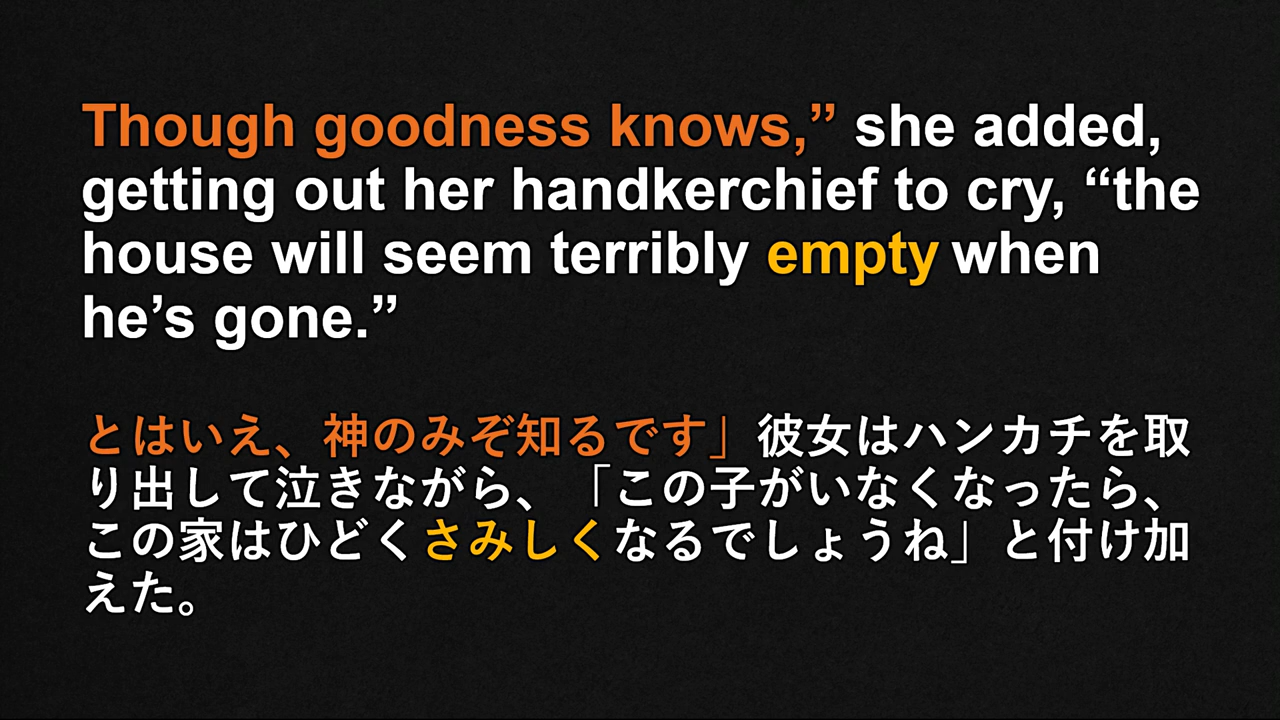 Though goodness knows,” she added,
getting out her handkerchief to cry, “the
house will seem terribly empty when
he’s gone.”
とはいえ、神のみぞ知るです」彼女はハンカチを取
り出して泣きながら、「この子がいなくなったら、
この家はひどくさみしくなるでしょうね」と付け加
えた。